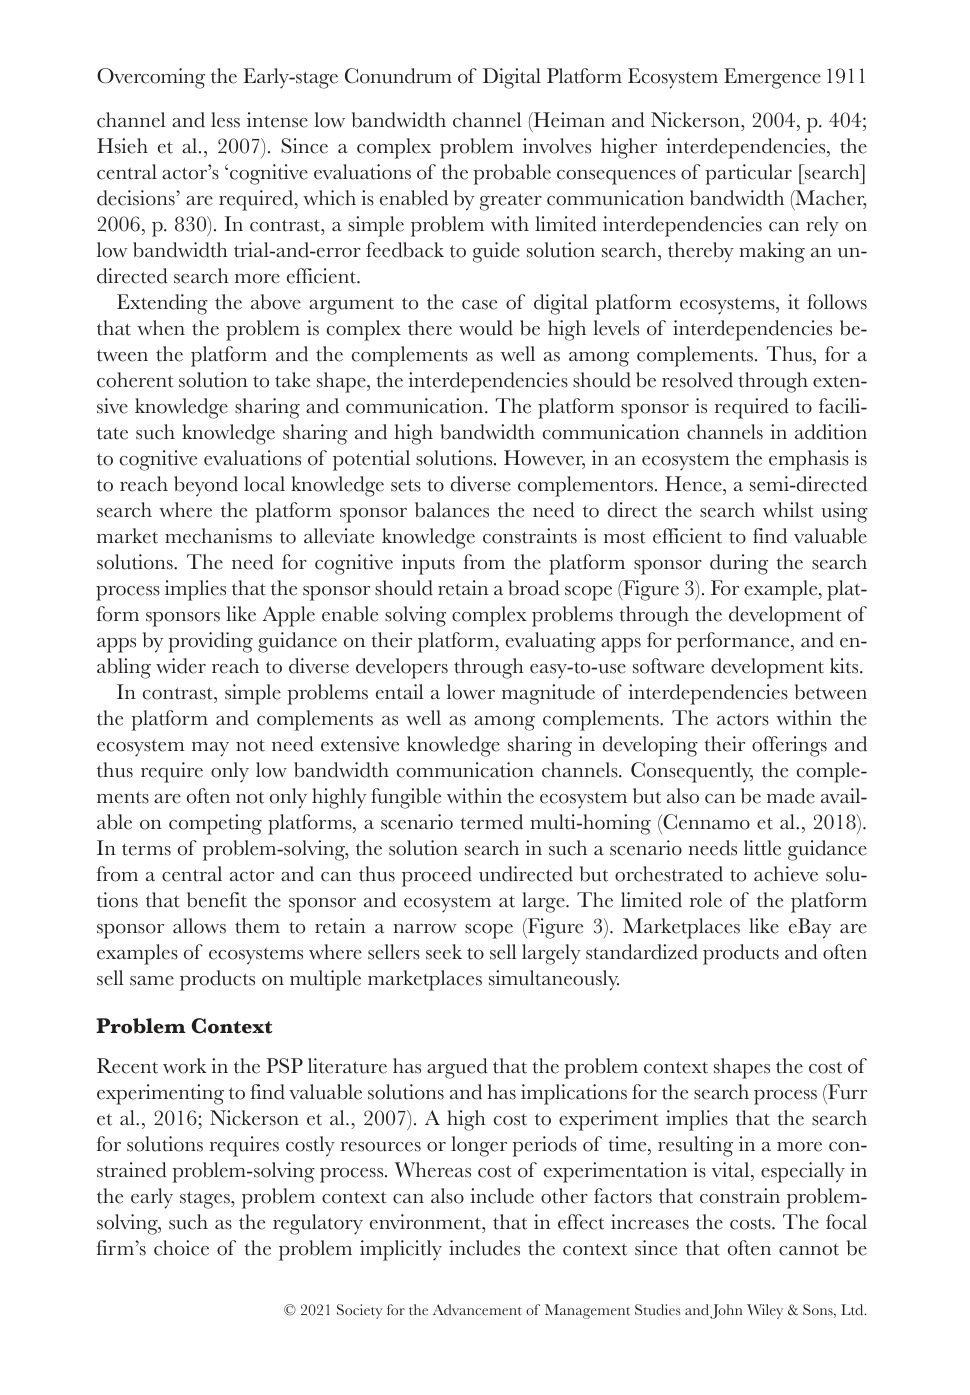 Overcoming the Early-stage Conundrum of Digital Platform Ecosystem Emergence 1911
channel and less intense low bandwidth channel (Heiman and Nickerson, 2004, p. 404;
Hsieh et al., 2007). Since a complex problem involves higher interdependencies, the
central actor's ‘cognitive evaluations of the probable consequences of particular [search]
decisions’ are required, which is enabled by greater communication bandwidth (Macher,
2006, p. 830). In contrast, a simple problem with limited interdependencies can rely on
low bandwidth trial-and-error feedback to guide solution search, thereby making an un-
directed search more efficient.
Extending the above argument to the case of digital platform ecosystems, it follows
that when the problem is complex there would be high levels of interdependencies be-
tween the platform and the complements as well as among complements. Thus, for a
coherent solution to take shape, the interdependencies should be resolved through exten-
sive knowledge sharing and communication. The platform sponsor is required to facili-
tate such knowledge sharing and high bandwidth communication channels in addition
to cognitive evaluations of potential solutions. However, in an ecosystem the emphasis is
to reach beyond local knowledge sets to diverse complementors. Hence, a semi-directed
search where the platform sponsor balances the need to direct the search whilst using
market mechanisms to alleviate knowledge constraints is most efficient to find valuable
solutions. The need for cognitive inputs from the platform sponsor during the search
process implies that the sponsor should retain a broad scope (Figure 3). For example, plat-
form sponsors like Apple enable solving complex problems through the development of
apps by providing guidance on their platform, evaluating apps for performance, and en-
abling wider reach to diverse developers through easy-to-use software development kits.
In contrast, simple problems entail a lower magnitude of interdependencies between
the platform and complements as well as among complements. The actors within the
ecosystem may not need extensive knowledge sharing in developing their offerings and
thus require only low bandwidth communication channels. Consequently, the comple-
ments are often not only highly fungible within the ecosystem but also can be made avail-
able on competing platforms, a scenario termed multi-homing (Cennamo et al., 2018).
In terms of problem-solving, the solution search in such a scenario needs little guidance
from a central actor and can thus proceed undirected but orchestrated to achieve solu-
tions that benefit the sponsor and ecosystem at large. The limited role of the platform
sponsor allows them to retain a narrow scope (Figure 3). Marketplaces like eBay are
examples of ecosystems where sellers seek to sell largely standardized products and often
sell same products on multiple marketplaces simultaneously.
Problem Context
Recent work in the PSP literature has argued that the problem context shapes the cost of
experimenting to find valuable solutions and has implications for the search process (Furr
et al., 2016; Nickerson et al., 2007). A high cost to experiment implies that the search
for solutions requires costly resources or longer periods of time, resulting in a more con-
strained problem-solving process. Whereas cost of experimentation is vital, especially in
the early stages, problem context can also include other factors that constrain problem-
solving, such as the regulatory environment, that in effect increases the costs. The focal
firm's choice of the problem implicitly includes the context since that often cannot be
© 2021 Society for the Advancement of Management Studies and John Wiley & Sons, Ltd.